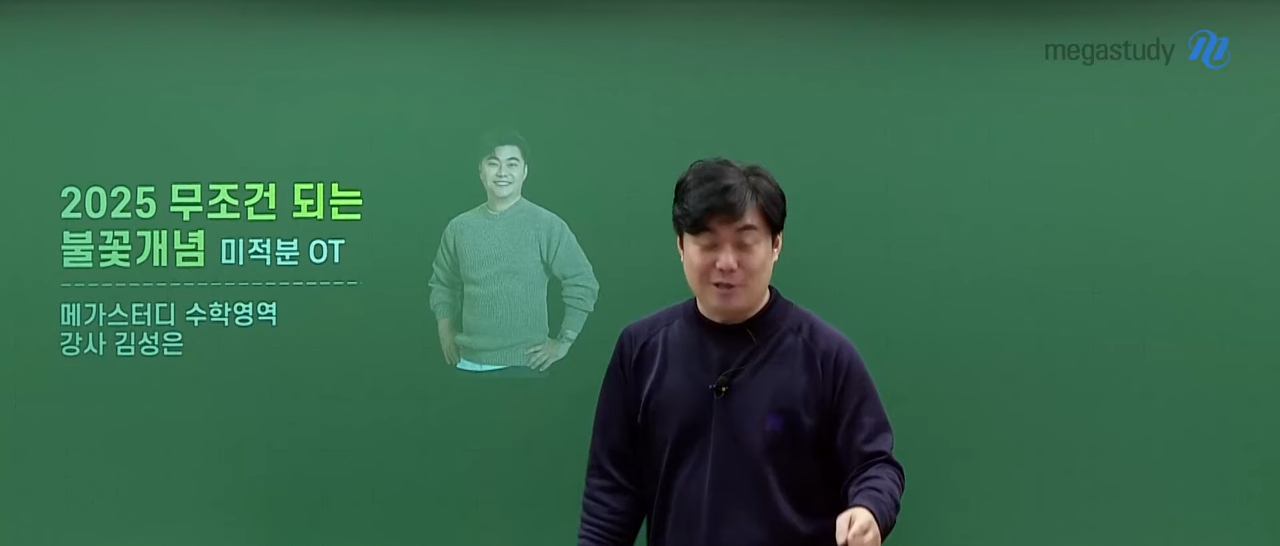 megastudy
2025 무조건 되는
불꽃개념 미적분 OT
메가스터디 수학영역
강사 김성은